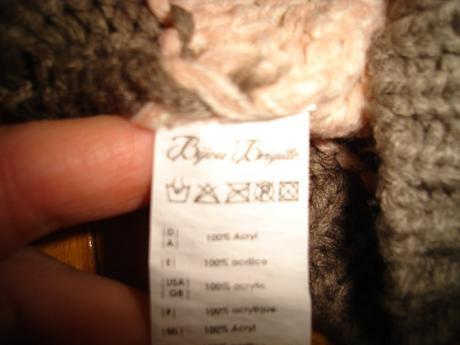 Bijou Brigitte
D
A 100% Acryl
E 100% acrilico
USA
GB 100% acrylic
F 100% acrylique
NL 100% Acryl